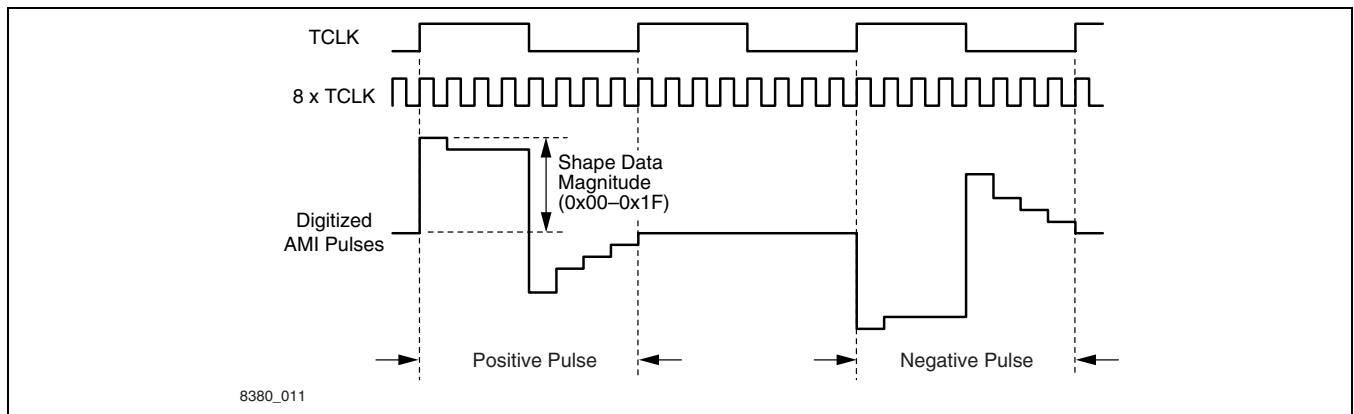 TCLK
8 x TCLK
Shape Data
Magnitude
(0x00–0x1F)
Digitized
AMI Pulses
Positive Pulse
Negative Pulse
8380_011